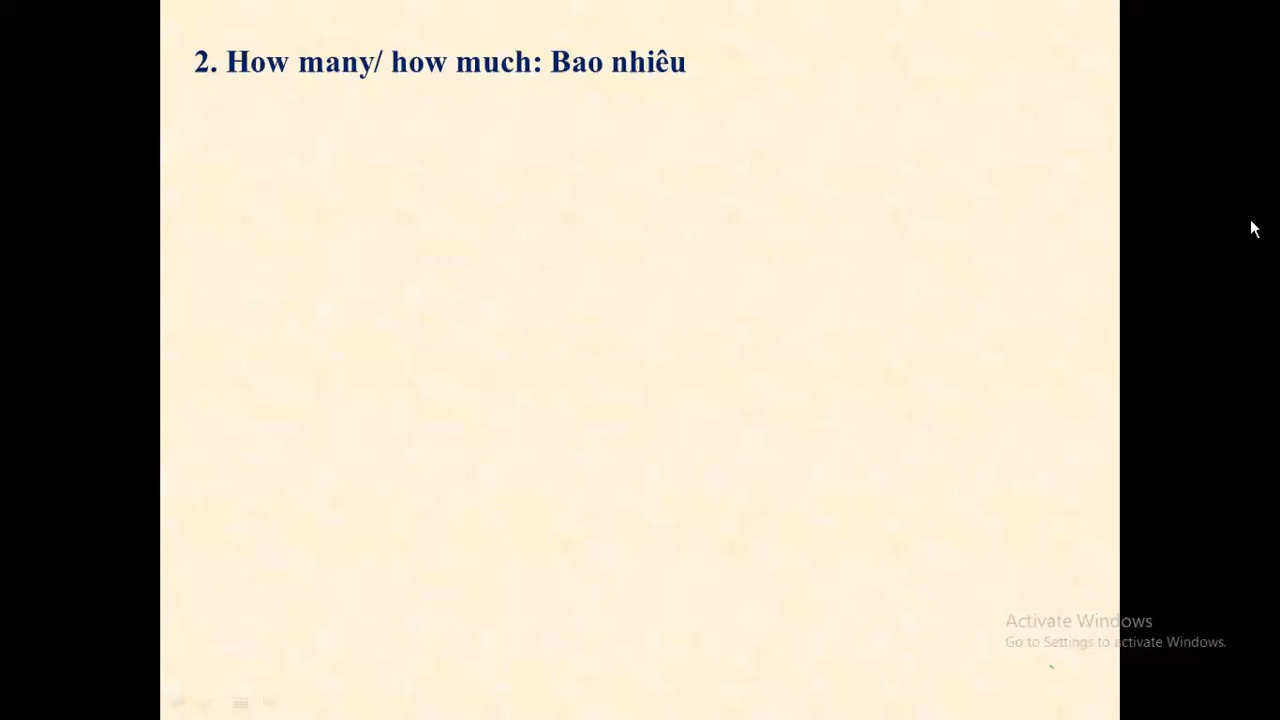 2. How many/ how much: Bao nhiêu
Activate Windows
Go to Settings to activate Windows.